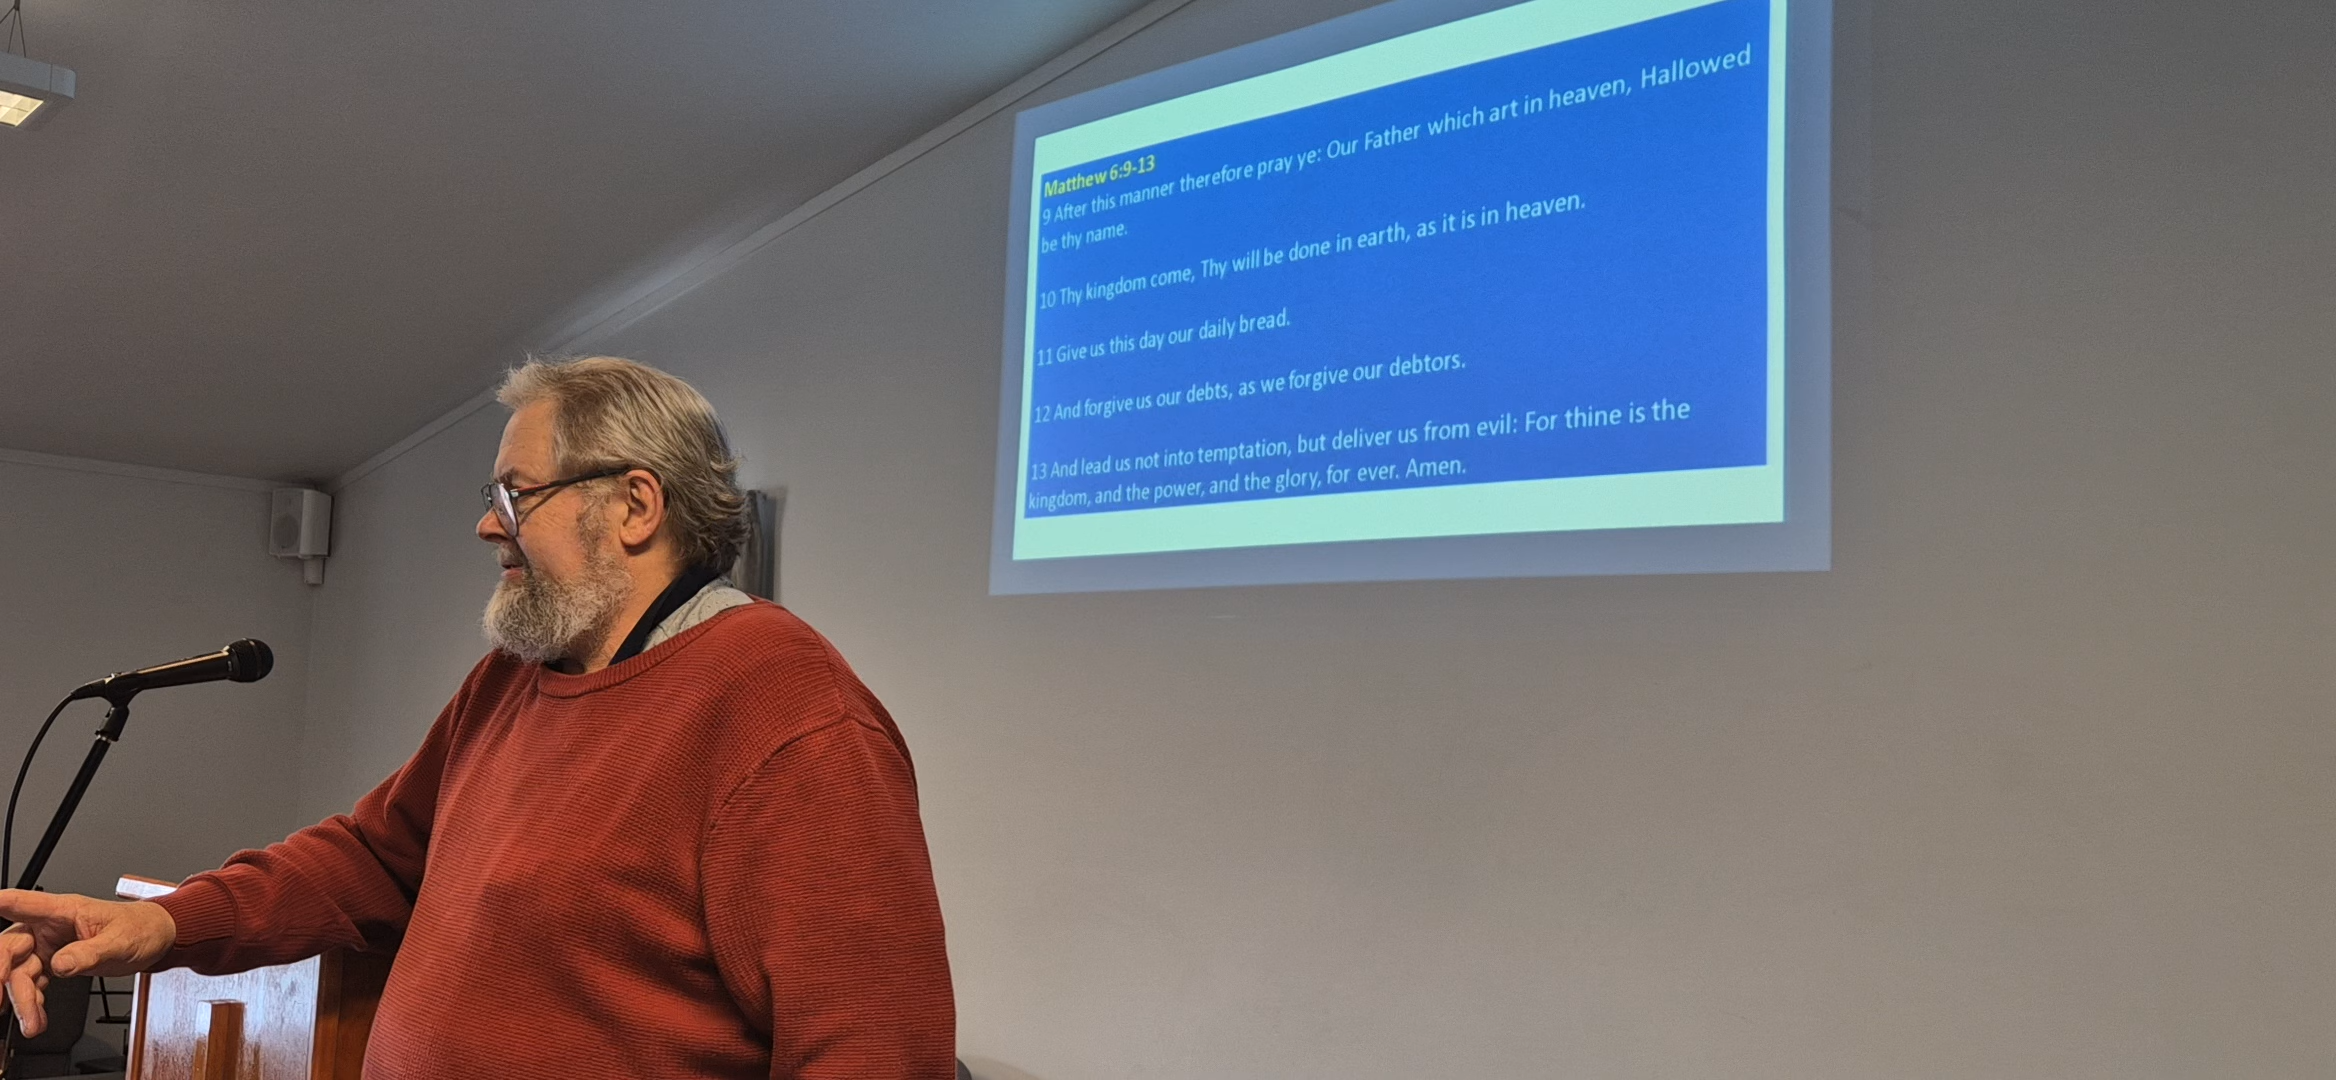 Matthew 6:9-13
9 After this manner therefore pray ye: Our Father which art in heaven, Hallowed
be thy name.
10 Thy kingdom come, Thy will be done in earth, as it is in heaven.
11 Give us this day our daily bread.
12 And forgive us our debts, as we forgive our debtors.
13 And lead us not into temptation, but deliver us from evil: For thine is the
kingdom, and the power, and the glory, for ever. Amen.